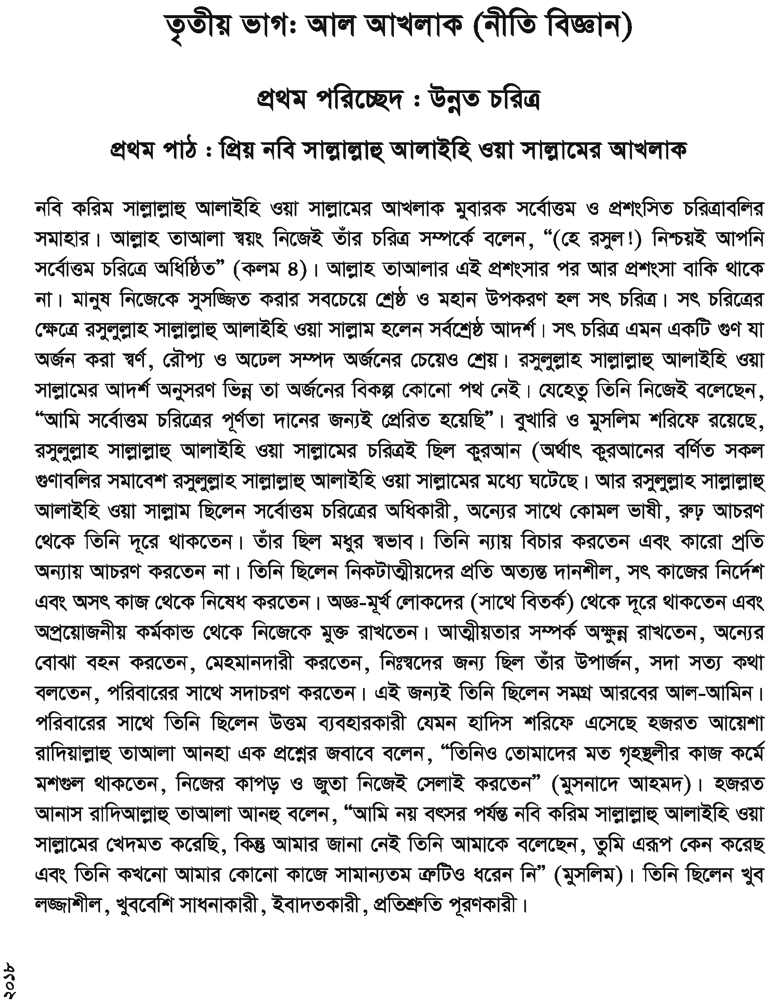 তৃতীয় ভাগ: আল আখলাক (নীতি বিজ্ঞান)
প্রথম পরিচ্ছেদ : উন্নত চরিত্র
প্রথম পাঠ : প্রিয় নবি সাল্লাল্লাহু আলাইহি ওয়া সাল্লামের আখলাক
নবি করিম সাল্লাল্লাহু আলাইহি ওয়া সাল্লামের আখলাক মুবারক সর্বোত্তম ও প্রশংসিত চরিত্রাবলির
সমাহার। আল্লাহ তাআলা স্বয়ং নিজেই তাঁর চরিত্র সম্পর্কে বলেন, “(হে রসুল!) নিশ্চয়ই আপনি
সর্বোত্তম চরিত্রে অধিষ্ঠিত” (কলম ৪)। আল্লাহ তাআলার এই প্রশংসার পর আর প্রশংসা বাকি থাকে
না। মানুষ নিজেকে সুসজ্জিত করার সবচেয়ে শ্রেষ্ঠ ও মহান উপকরণ হল সৎ চরিত্র। সৎ চরিত্রের
ক্ষেত্রে রসুলুল্লাহ সাল্লাল্লাহু আলাইহি ওয়া সাল্লাম হলেন সর্বশ্রেষ্ঠ আদর্শ। সৎ চরিত্র এমন একটি গুণ যা
অর্জন করা স্বর্ণ, রৌপ্য ও অঢেল সম্পদ অর্জনের চেয়েও শ্রেয়। রসুলুল্লাহ সাল্লাল্লাহু আলাইহি ওয়া
সাল্লামের আদর্শ অনুসরণ ভিন্ন তা অর্জনের বিকল্প কোনো পথ নেই। যেহেতু তিনি নিজেই বলেছেন,
“আমি সর্বোত্তম চরিত্রের পূর্ণতা দানের জন্যই প্রেরিত হয়েছি”। বুখারি ও মুসলিম শরিফে রয়েছে,
রসুলুল্লাহ সাল্লাল্লাহু আলাইহি ওয়া সাল্লামের চরিত্রই ছিল কুরআন (অর্থাৎ কুরআনের বর্ণিত সকল
গুণাবলির সমাবেশ রসুলুল্লাহ সাল্লাল্লাহু আলাইহি ওয়া সাল্লামের মধ্যে ঘটেছে। আর রসুলুল্লাহ সাল্লাল্লাহু
আলাইহি ওয়া সাল্লাম ছিলেন সর্বোত্তম চরিত্রের অধিকারী, অন্যের সাথে কোমল ভাষী, রুঢ় আচরণ
থেকে তিনি দূরে থাকতেন। তাঁর ছিল মধুর স্বভাব। তিনি ন্যায় বিচার করতেন এবং কারো প্রতি
অন্যায় আচরণ করতেন না। তিনি ছিলেন নিকটাত্মীয়দের প্রতি অত্যন্ত দানশীল, সৎ কাজের নির্দেশ
এবং অসৎ কাজ থেকে নিষেধ করতেন। অজ্ঞ-মূর্খ লোকদের (সাথে বিতর্ক) থেকে দূরে থাকতেন এবং
অপ্রয়োজনীয় কর্মকান্ড থেকে নিজেকে মুক্ত রাখতেন। আত্মীয়তার সম্পর্ক অক্ষুন্ন রাখতেন, অন্যের
বোঝা বহন করতেন, মেহমানদারী করতেন, নিঃস্বদের জন্য ছিল তাঁর উপার্জন, সদা সত্য কথা
বলতেন, পরিবারের সাথে সদাচরণ করতেন। এই জন্যই তিনি ছিলেন সমগ্র আরবের আল-আমিন।
পরিবারের সাথে তিনি ছিলেন উত্তম ব্যবহারকারী যেমন হাদিস শরিফে এসেছে হজরত আয়েশা
রাদিয়াল্লাহু তাআলা আনহা এক প্রশ্নের জবাবে বলেন, “তিনিও তোমাদের মত গৃহস্থলীর কাজ কর্মে
মশগুল থাকতেন, নিজের কাপড় ও জুতা নিজেই সেলাই করতেন” (মুসনাদে আহমদ)। হজরত
আনাস রাদিআল্লাহু তাআলা আনহু বলেন, “আমি নয় বৎসর পর্যন্ত নবি করিম সাল্লাল্লাহু আলাইহি ওয়া
সাল্লামের খেদমত করেছি, কিন্তু আমার জানা নেই তিনি আমাকে বলেছেন, তুমি এরূপ কেন করেছ
এবং তিনি কখনো আমার কোনো কাজে সামান্যতম ত্রুটিও ধরেন নি” (মুসলিম)। তিনি ছিলেন খুব
লজ্জাশীল, খুববেশি সাধনাকারী, ইবাদতকারী, প্রতিশ্রুতি পূরণকারী।
২০১৮